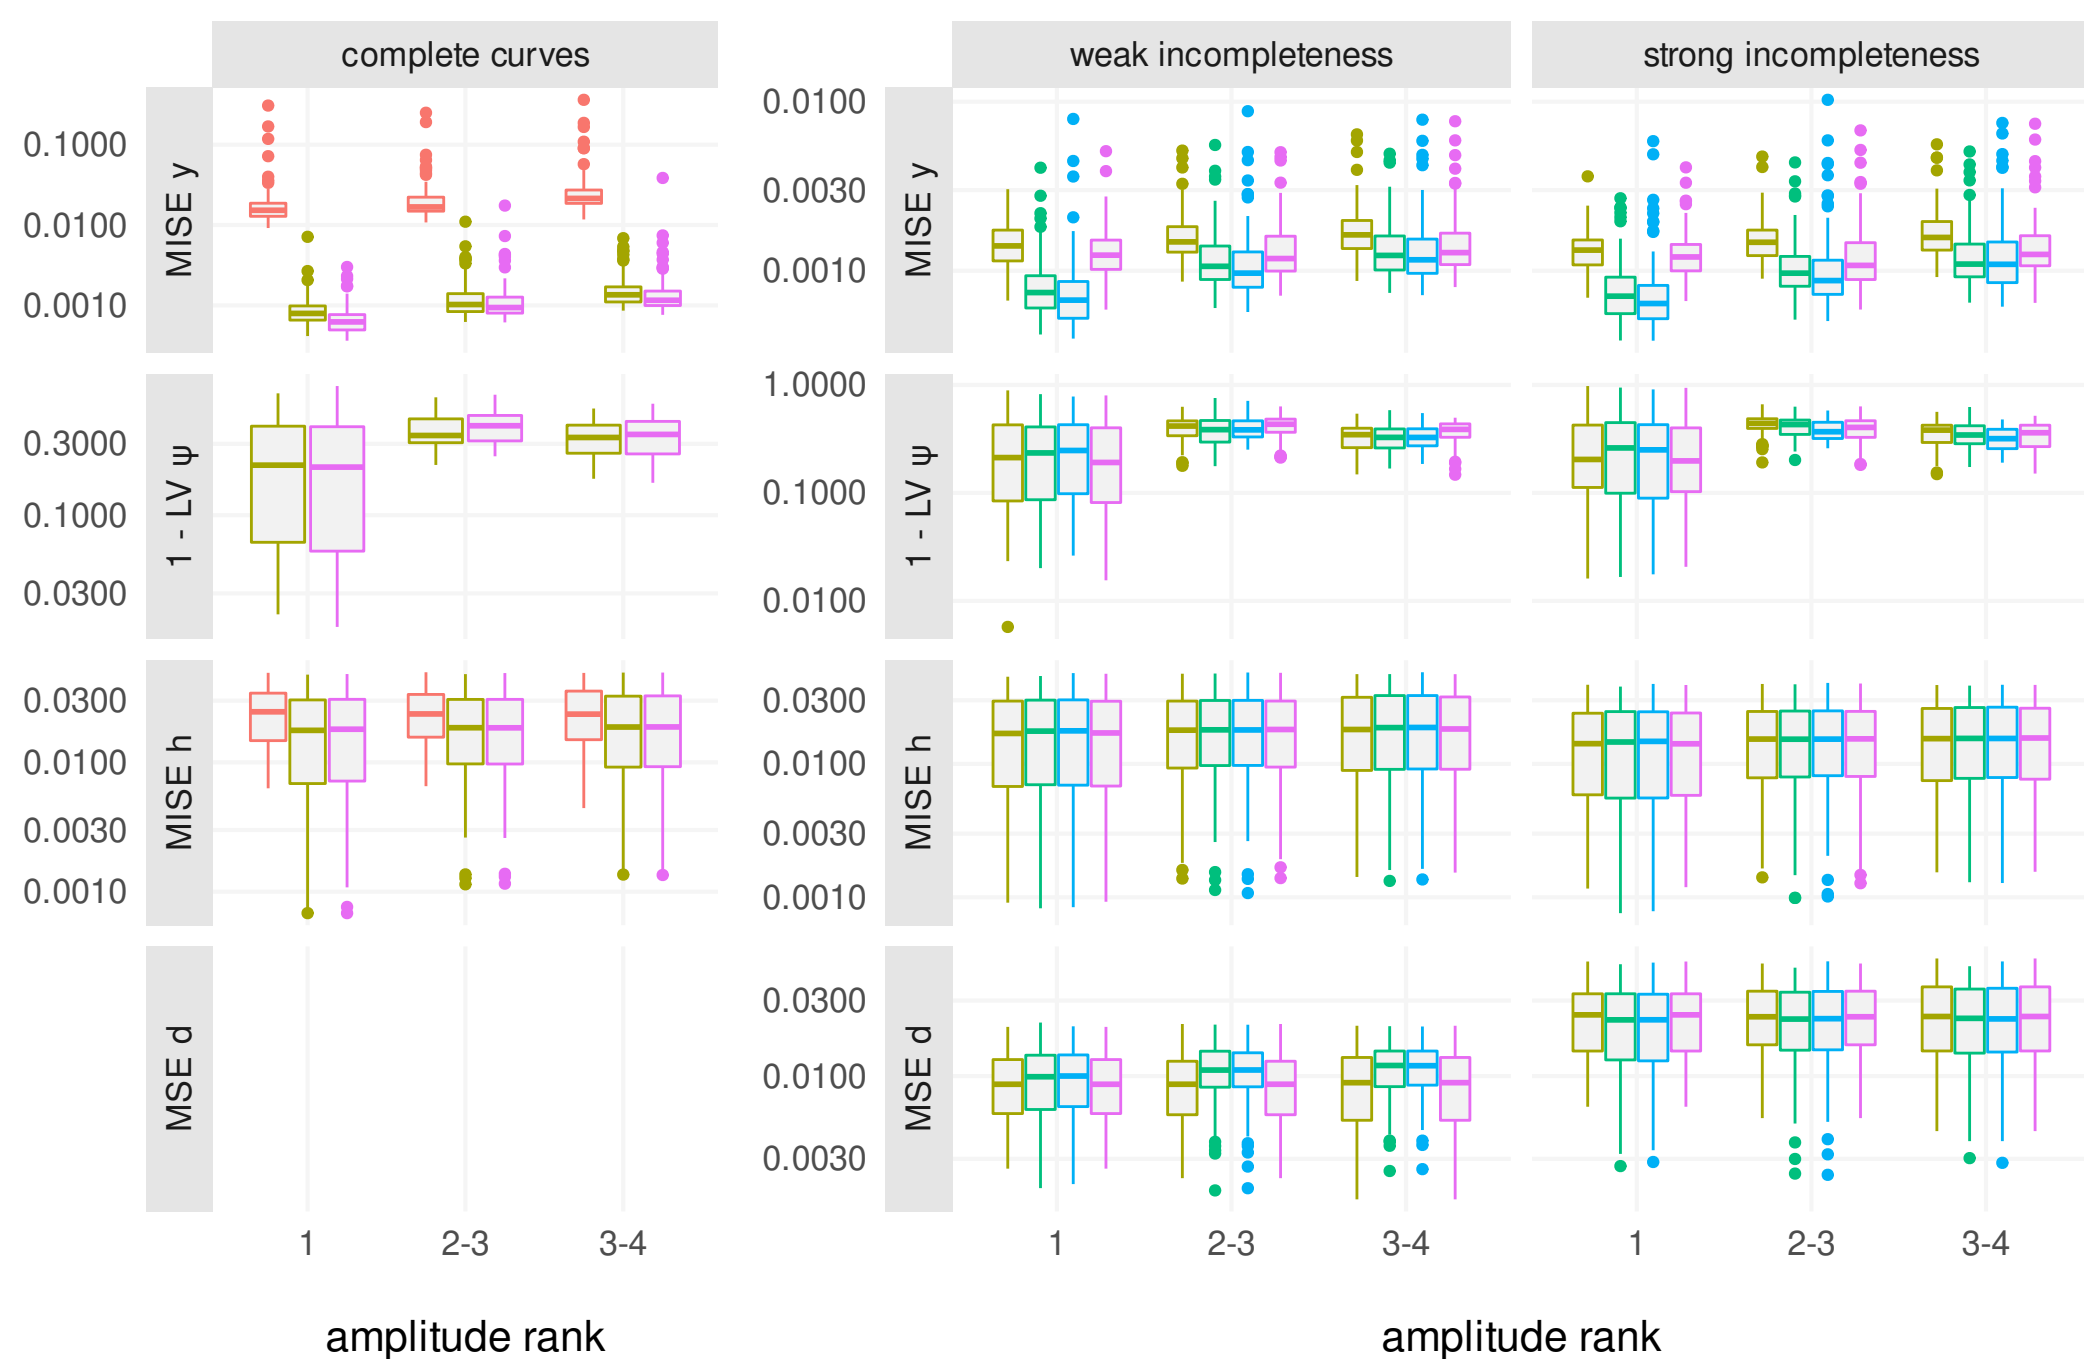 complete curves
weak incompleteness
strong incompleteness
MISE y
0.1000
0.0100
0.0010
MISE y
0.0100
0.0030
0.0010
1 - LV ψ
0.3000
0.1000
0.0300
1 - LV ψ
1.0000
0.1000
0.0100
MISE h
0.0300
0.0100
0.0030
0.0010
MISE h
0.0300
0.0100
0.0030
0.0010
MSE d
MSE d
0.0300
0.0100
0.0030
1 2-3 3-4
1 2-3 3-4
1 2-3 3-4
amplitude rank
amplitude rank